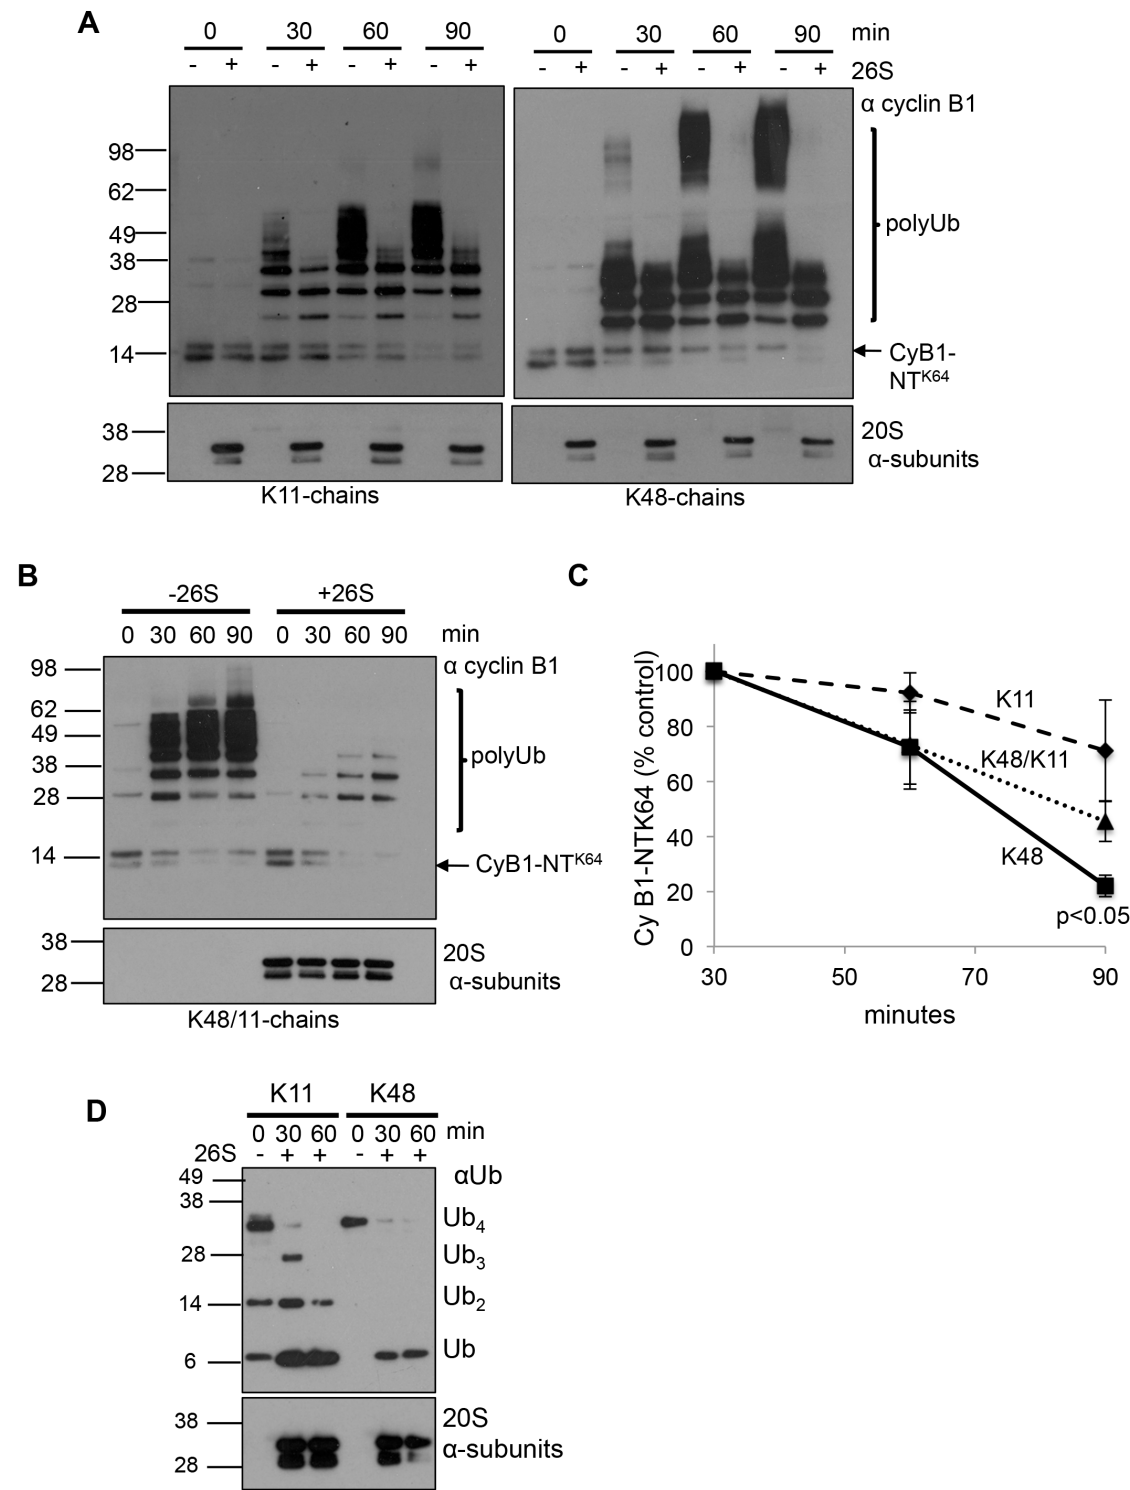 A
0 30 60 90
- + - + - + - +
0 30 60 90 min
- + - + - + - + 26S
98
62
49
38
28
14
α cyclin B1
polyUb
CyB1-
NTK64
38
28
20S
α-subunits
K11-chains
K48-chains
B
-26S +26S
0 30 60 90 0 30 60 90 min
98
62
49
38
28
14
α cyclin B1
polyUb
CyB1-NTK64
38
28
20S
α-subunits
K48/11-chains
C
Cy B1-NTK64 (% control)
100
80
60
40
20
0
K11
K48/K11
K48
p<0.05
30 50 70 90
minutes
D
K11 K48
0 30 60 0 30 60 min
26S - + + - + +
49
38
28
14
6
αUb
Ub4
Ub3
Ub2
Ub
38
28
20S
α-subunits